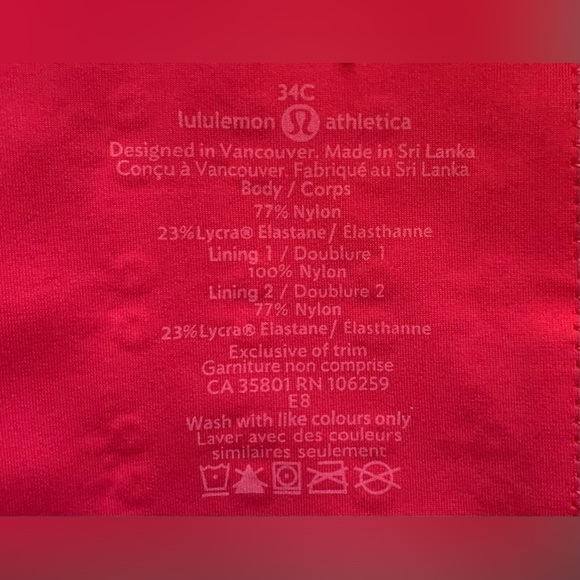 34C
lululemon athletica
Designed in Vancouver. Made in Sri Lanka
Conçu à Vancouver. Fabriqué au Sri Lanka
Body / Corps
77% Nylon
23%Lycra® Elastane/ Élasthanne
Lining 1 / Doublure 1
100% Nylon
Lining 2 / Doublure 2
77% Nylon
23%Lycra® Elastane/ Élasthanne
Exclusive of trim
Garniture non comprise
CA 35801 RN 106259
E8
Wash with like colours only
Laver avec des couleurs
similaires seulement